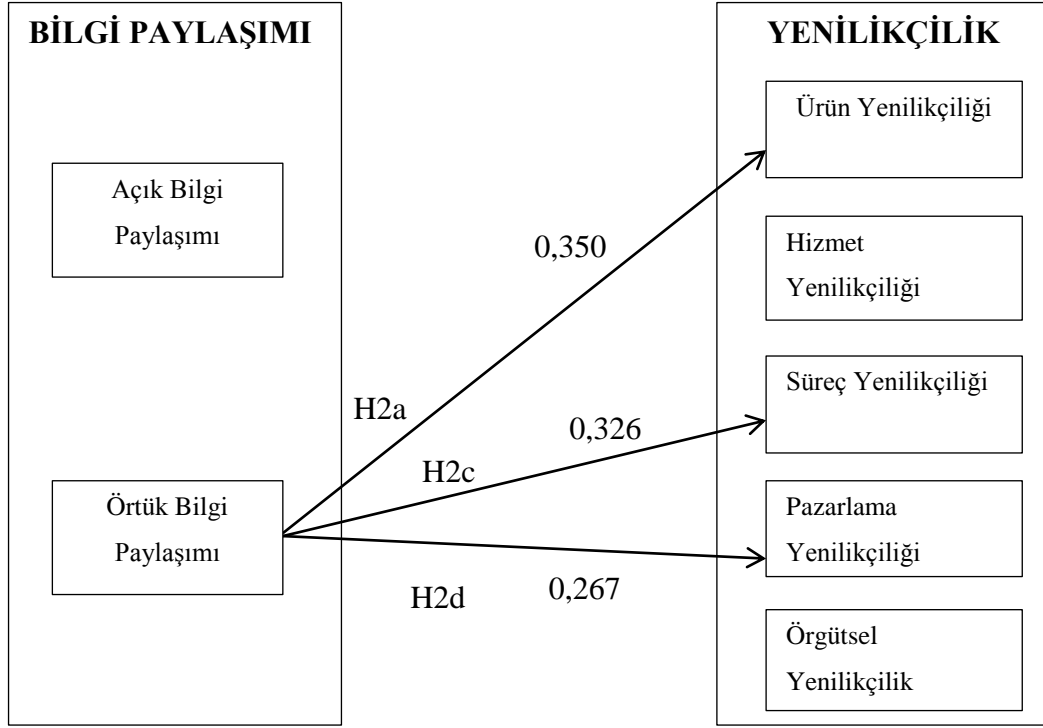 BİLGİ PAYLAŞIMI
Açık Bilgi
Paylaşımı
Örtük Bilgi
Paylaşımı
0,350
H2a
0,326
H2c
0,267
H2d
YENİLİKÇİLİK
Ürün Yenilikçiliği
Hizmet
Yenilikçiliği
Süreç Yenilikçiliği
Pazarlama
Yenilikçiliği
Örgütsel
Yenilikçilik